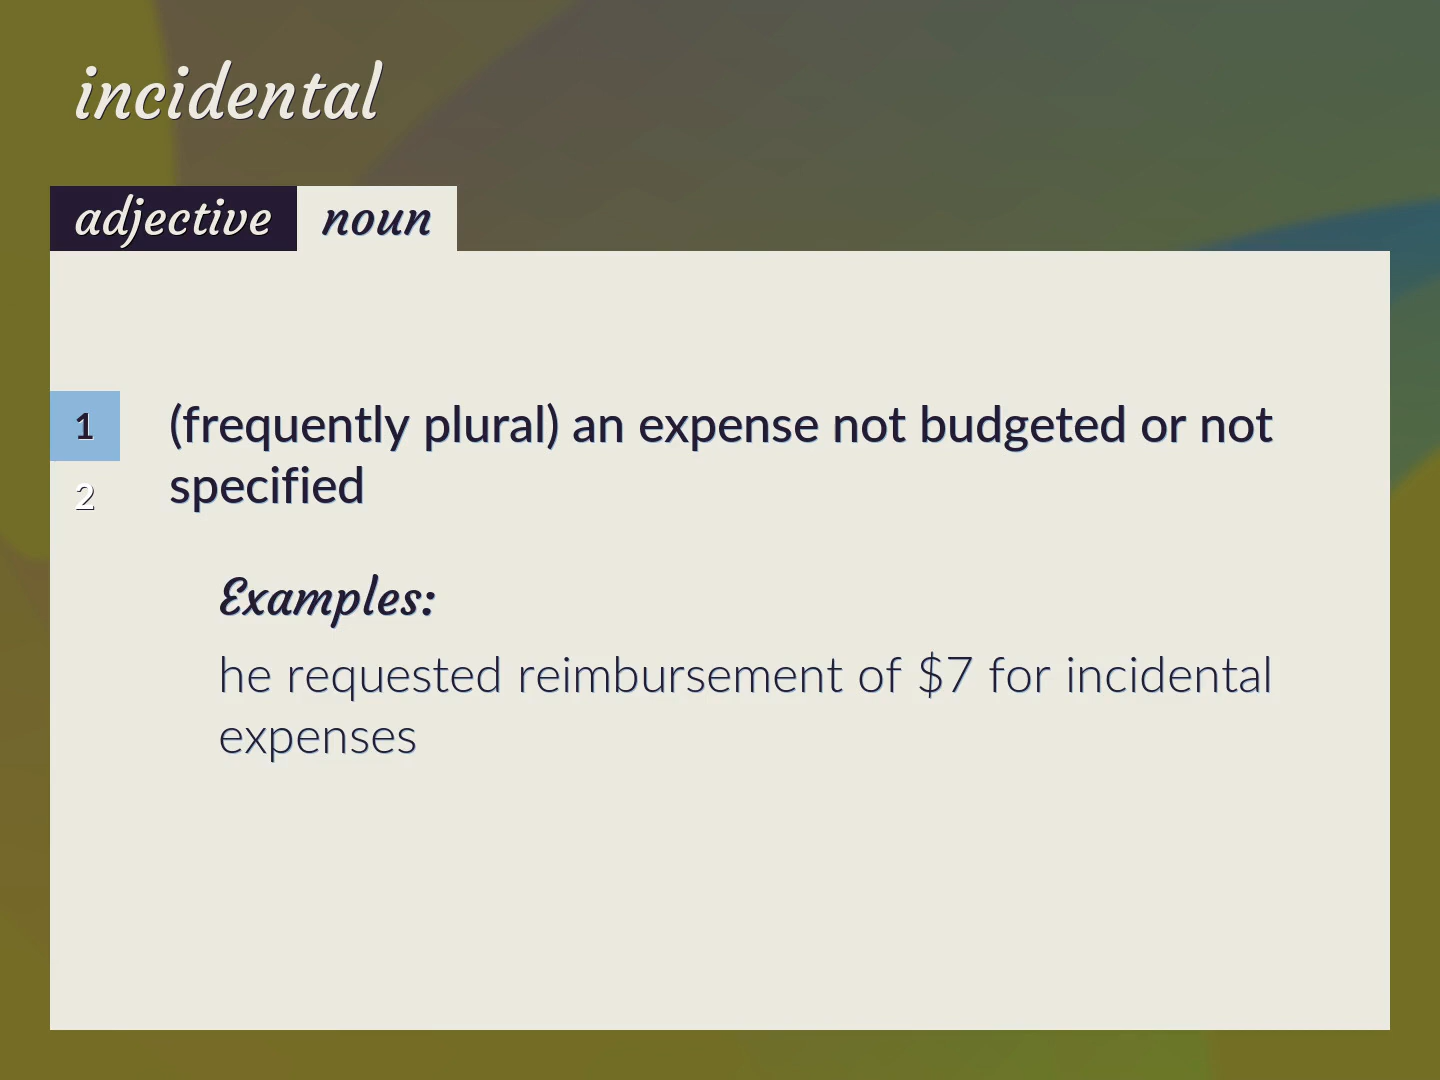 incidental
adjective noun
1 (frequently plural) an expense not budgeted or not
2 specified
Examples:
he requested reimbursement of $7 for incidental
expenses